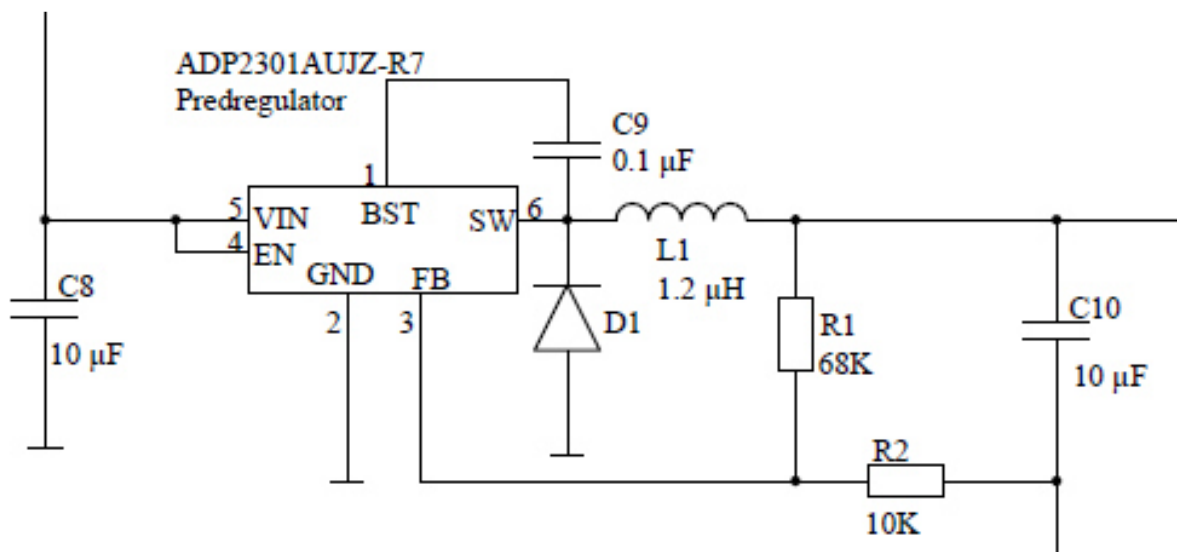 ADP2301AUJZ-R7
Predregulator
C9
0.1 µF
1
5
VIN
BST
SW
6
4
EN
GND
FB
L1
1.2 µH
C8
10 µF
2
3
D1
R1
68K
C10
10 µF
R2
10K